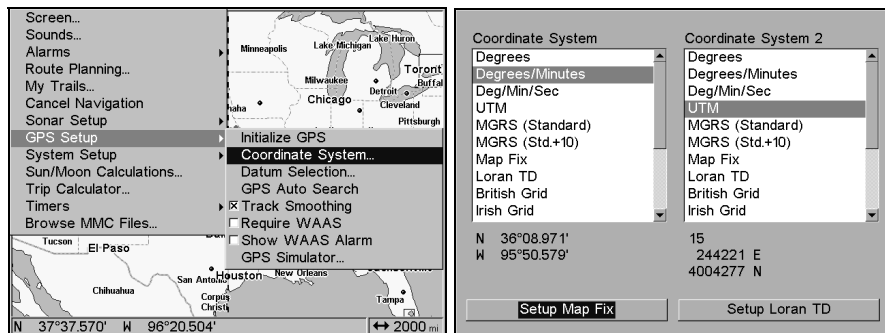 Screen...
Sounds...
Alarms
Route Planning...
My Trails...
Cancel Navigation
Sonar Setup
GPS Setup
System Setup
Sun/Moon Calculations...
Trip Calculator...
Timers
Browse MMC Files...
Initialize GPS
Coordinate System...
Datum Selection...
GPS Auto Search
Track Smoothing
Require WAAS
Show WAAS Alarm
GPS Simulator...
Minneapolis
Lake Michigan
Lake Huron
Toront
Milwaukee
Buffal
Detroit
Chicago
Cleveland
naha
Pittsburgh
Tucson
El Paso
San Antonio
Houston
New Orleans
Chihuahua
Corpus
Christi
Tampa
N 37°37.570' W 96°20.504' ↔ 2000 mi
Coordinate System
Degrees
Degrees/Minutes
Deg/Min/Sec
UTM
MGRS (Standard)
MGRS (Std.+10)
Map Fix
Loran TD
British Grid
Irish Grid
N 36°08.971'
W 95°50.579'
Setup Map Fix
Coordinate System 2
Degrees
Degrees/Minutes
Deg/Min/Sec
UTM
MGRS (Standard)
MGRS (Std.+10)
Map Fix
Loran TD
British Grid
Irish Grid
15
244221 E
4004277 N
Setup Loran TD